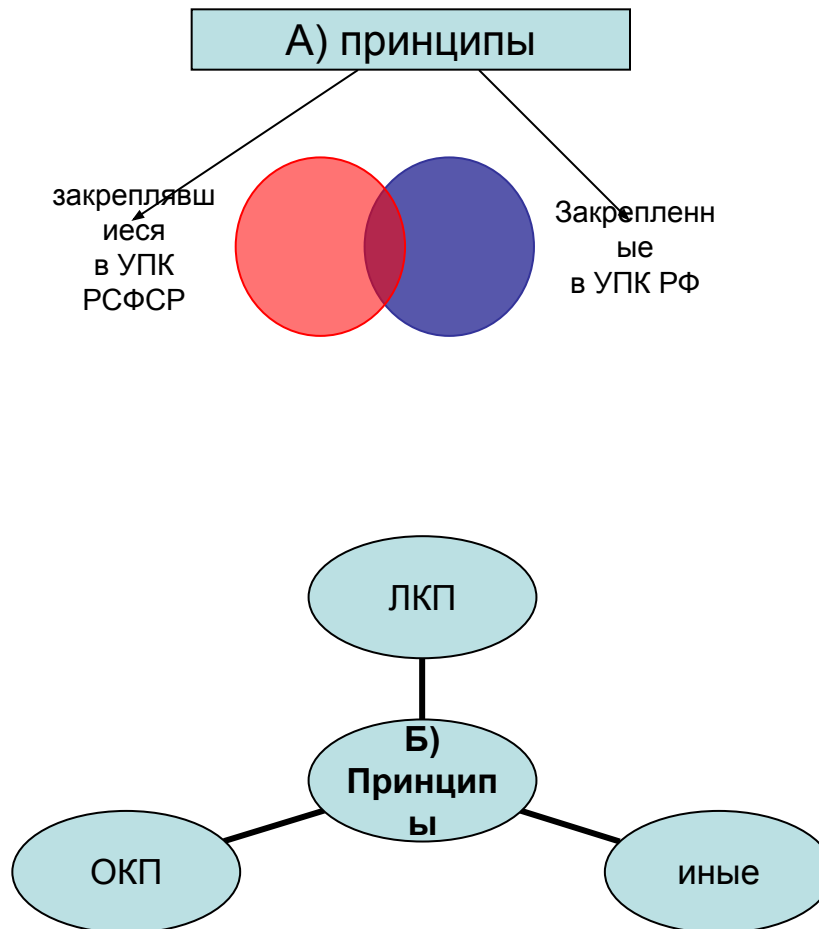 А) принципы
закреплявш
иеся
в УПК
РСФСР
Закрепленн
ые
в УПК РФ
ЛКП
Б)
Принцип
ы
ОКП
иные